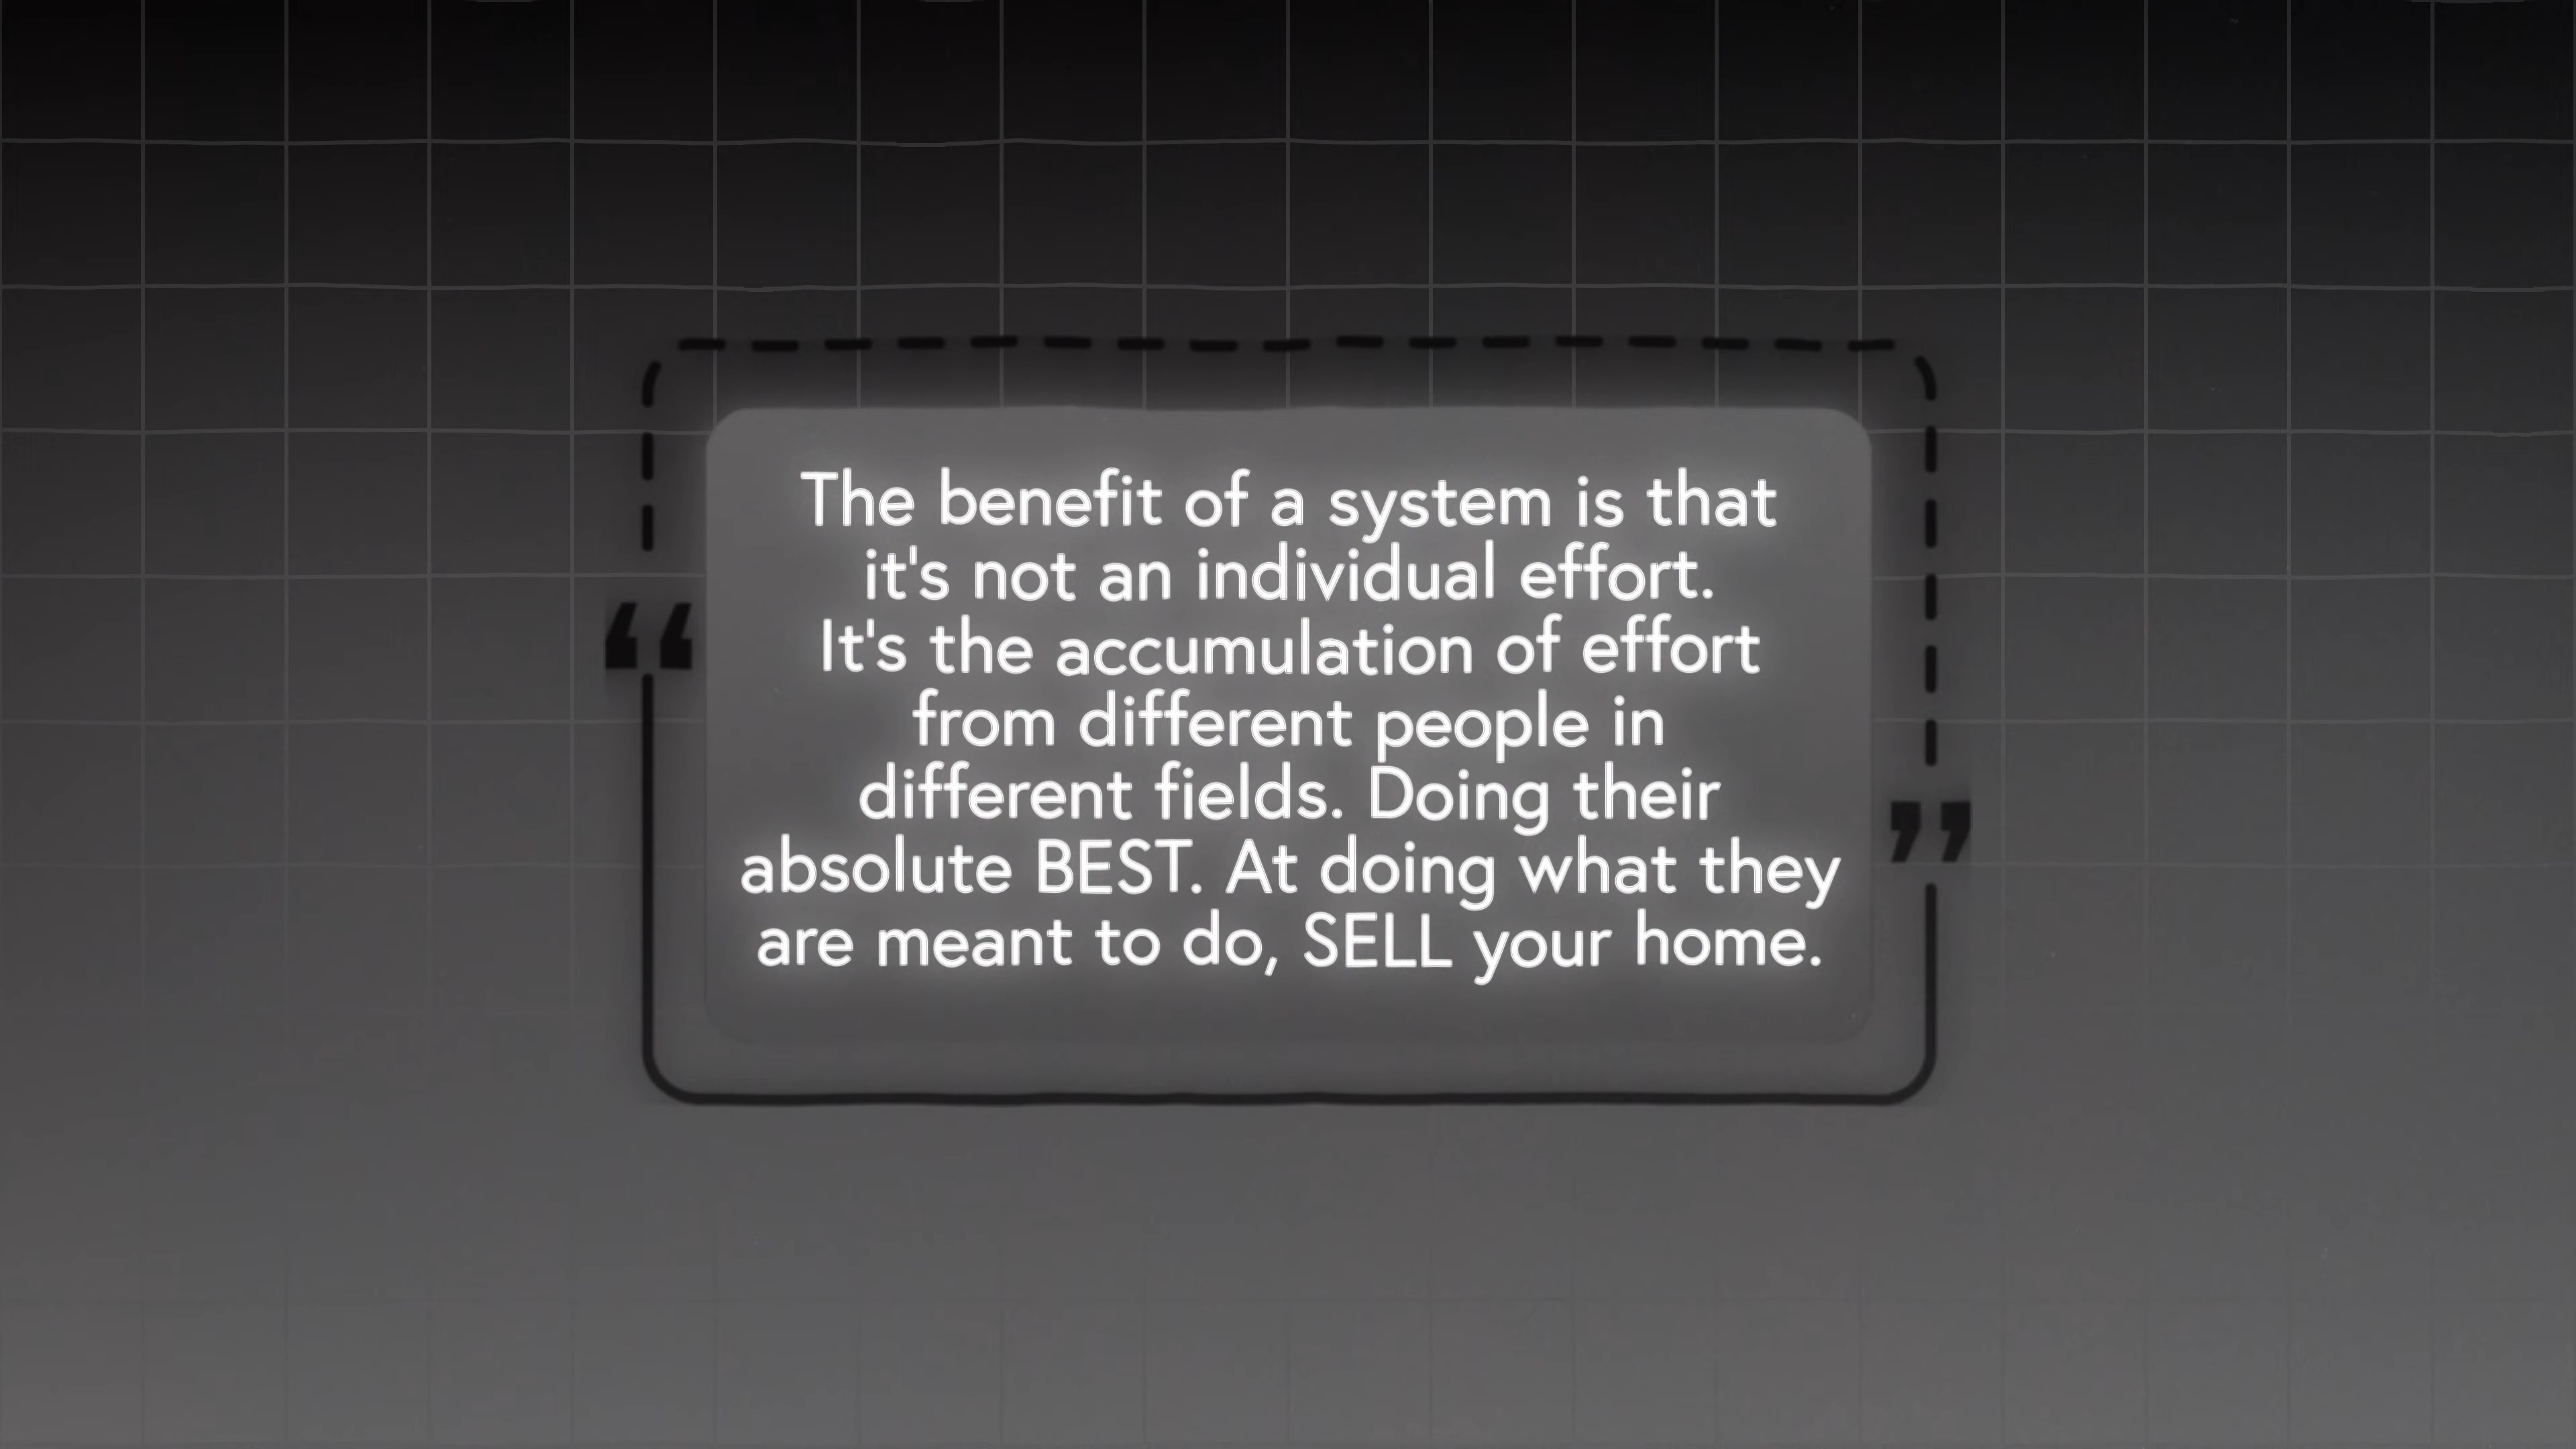 “
The benefit of a system is that
it's not an individual effort.
It's the accumulation of effort
from different people in
different fields. Doing their
absolute BEST. At doing what they
are meant to do, SELL your home.
”